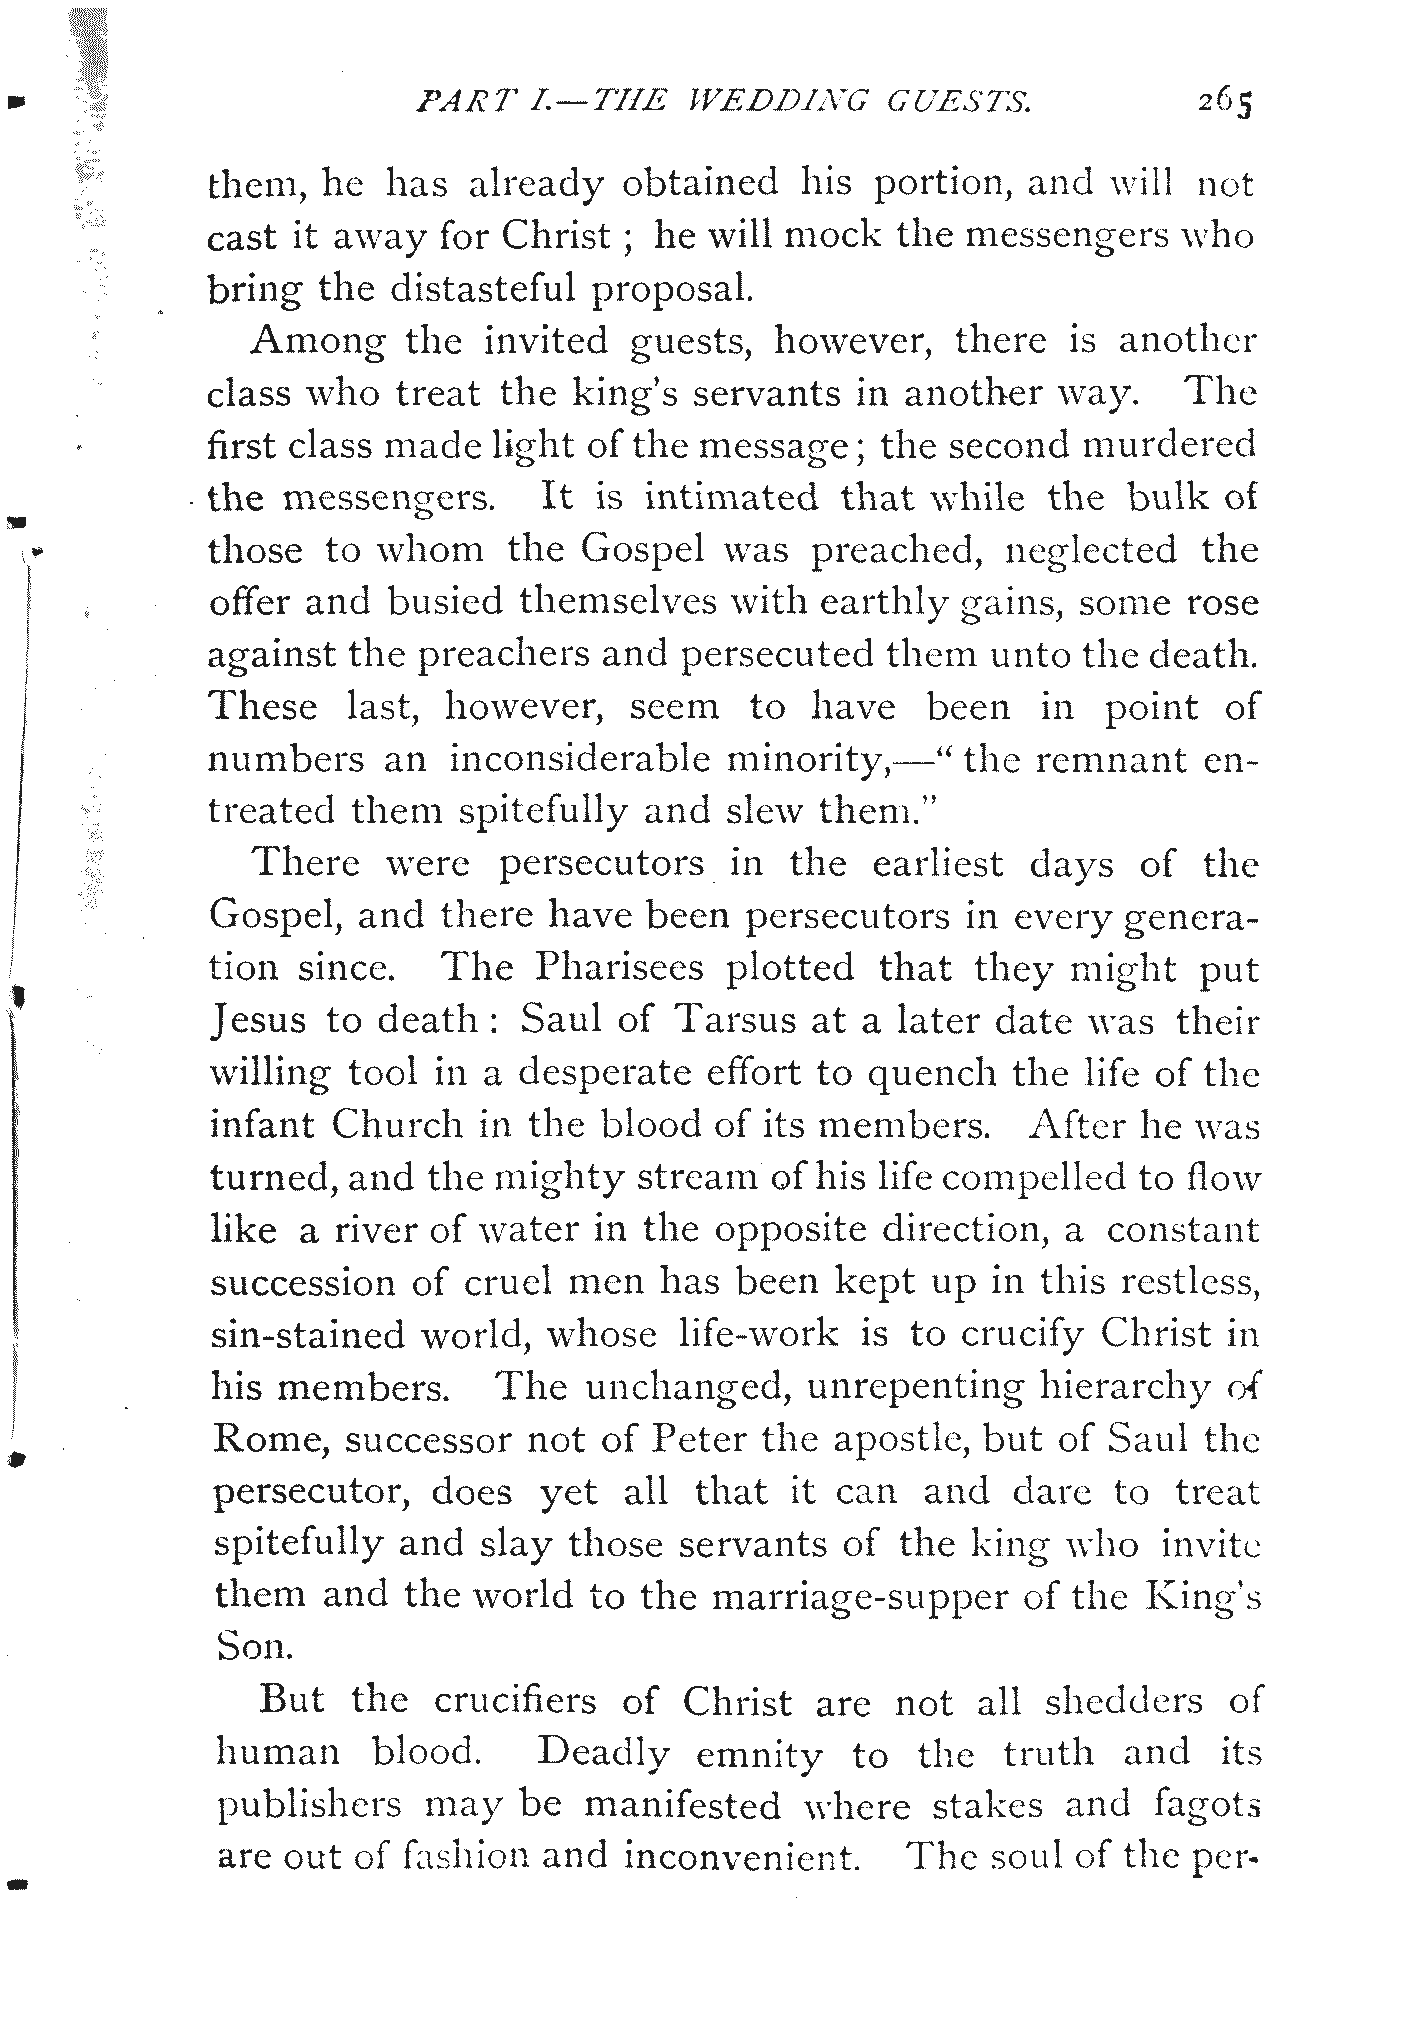 PART I.—THE WEDDING GUESTS. 265
them, he has already obtained his portion, and will not
cast it away for Christ ; he will mock the messengers who
bring the distasteful proposal.
Among the invited guests, however, there is another
class who treat the king's servants in another way. The
first class made light of the message ; the second murdered
the messengers. It is intimated that while the bulk of
those to whom the Gospel was preached, neglected the
offer and busied themselves with earthly gains, some rose
against the preachers and persecuted them unto the death.
These last, however, seem to have been in point of
numbers an inconsiderable minority,—“ the remnant en-
treated them spitefully and slew them.”
There were persecutors in the earliest days of the
Gospel, and there have been persecutors in every genera-
tion since. The Pharisees plotted that they might put
Jesus to death : Saul of Tarsus at a later date was their
willing tool in a desperate effort to quench the life of the
infant Church in the blood of its members. After he was
turned, and the mighty stream of his life compelled to flow
like a river of water in the opposite direction, a constant
succession of cruel men has been kept up in this restless,
sin-stained world, whose life-work is to crucify Christ in
his members. The unchanged, unrepenting hierarchy of
Rome, successor not of Peter the apostle, but of Saul the
persecutor, does yet all that it can and dare to treat
spitefully and slay those servants of the king who invite
them and the world to the marriage-supper of the King's
Son.
But the crucifiers of Christ are not all shedders of
human blood. Deadly emnity to the truth and its
publishers may be manifested where stakes and fagots
are out of fashion and inconvenient. The soul of the per-